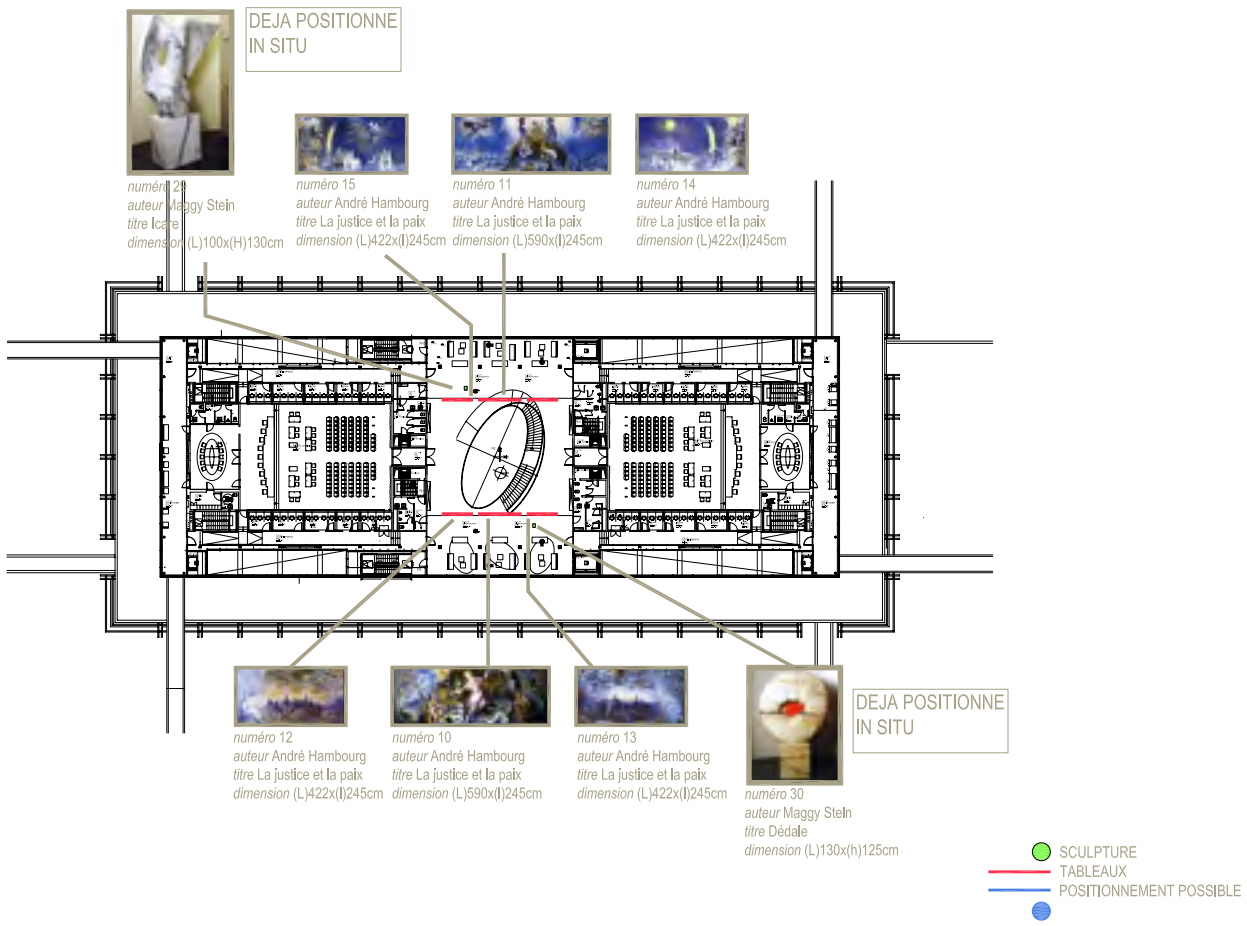 DEJA POSITIONNE
IN SITU
numéro 29
auteur Maggy Stein
titre Icare
dimension (L)100x(H)130cm
numéro 15
auteur André Hambourg
titre La justice et la paix
dimension (L)422x(l)245cm
numéro 11
auteur André Hambourg
titre La justice et la paix
dimension (L)590x(l)245cm
numéro 14
auteur André Hambourg
titre La justice et la paix
dimension (L)422x(l)245cm
numéro 12
auteur André Hambourg
titre La justice et la paix
dimension (L)422x(l)245cm
numéro 10
auteur André Hambourg
titre La justice et la paix
dimension (L)590x(l)245cm
numéro 13
auteur André Hambourg
titre La justice et la paix
dimension (L)422x(l)245cm
numéro 30
auteur Maggy Stein
titre Dédale
dimension (L)130x(h)125cm
DEJA POSITIONNE
IN SITU
SCULPTURE
TABLEAUX
POSITIONNEMENT POSSIBLE